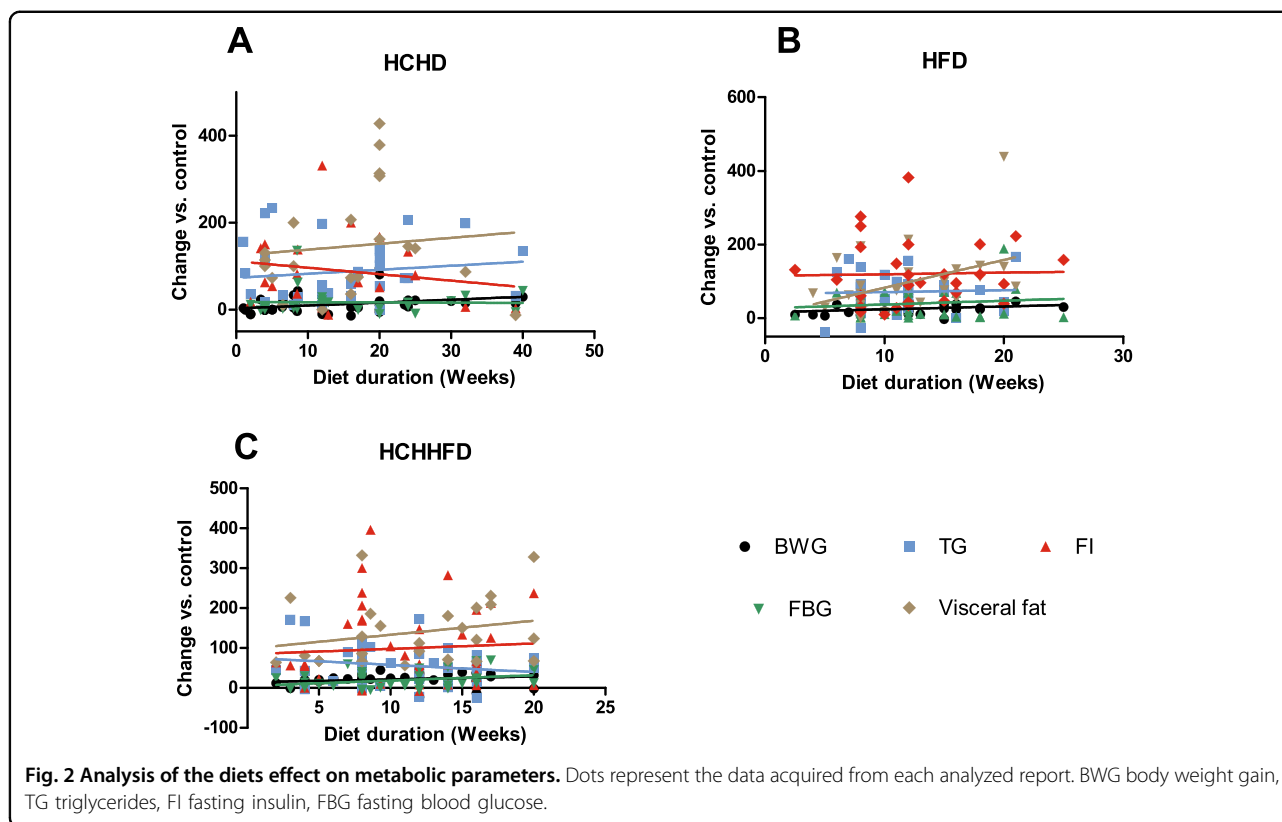 A
HCHD
Change vs. control
400
200
0
0 10 20 30 40 50
Diet duration (Weeks)
B
HFD
Change vs. control
600
400
200
0
0 10 20 30
Diet duration (Weeks)
C
HCHHFD
Change vs. control
500
400
300
200
100
0
-100
5 10 15 20 25
Diet duration (Weeks)
BWG TG FI
FBG Visceral fat
Fig. 2 Analysis of the diets effect on metabolic parameters. Dots represent the data acquired from each analyzed report. BWG body weight gain,
TG triglycerides, FI fasting insulin, FBG fasting blood glucose.